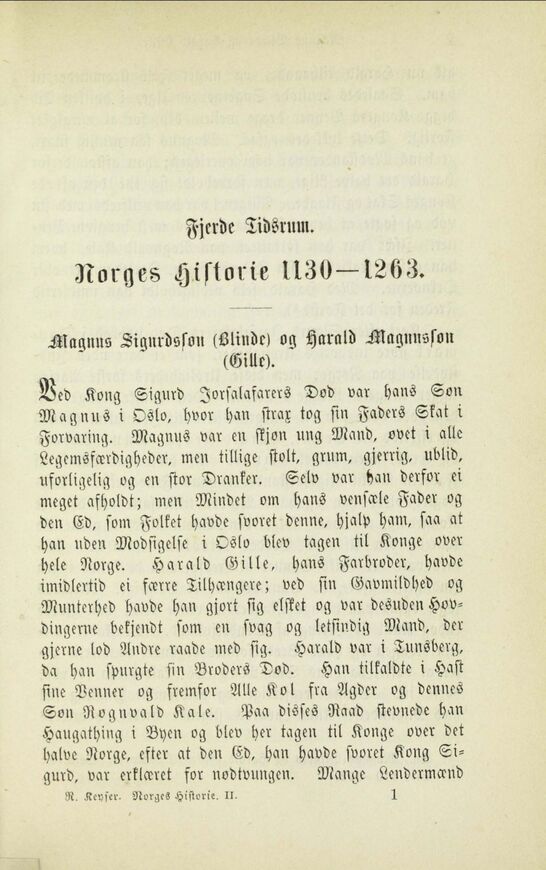 Fjerde Tidsrum.
Norges Historie 1130—1263.
Magnus Sigurdsson (Blinde) og Harald Magnusson
(Gille).
Ved Kong Sigurd Jorsalafarers Død var hans Søn
Magnus i Oslo, hvor han strax tog sin Faders Skat i
Forvaring. Magnus var en skjøn ung Mand, øvet i alle
Legemsfærdigheder, men tillige stolt, grum, gjerrig, ublid,
uforligelig og en stor Dranker. Selv var han derfor ei
meget afholdt; men Mindet om hans vensæle Fader og
den Ed, som Folket havde svoret denne, hjalp ham, saa at
han uden Modsigelse i Oslo blev tagen til Konge over
hele Norge. Harald Gille, hans Farbroder, havde
imidlertid ei færre Tilhængere; ved sin Gavmildhed og
Munterhed havde han gjort sig elsket og var desuden Høv-
dingerne bekjendt som en svag og letsindig Mand, der
gjerne lod Andre raade med sig. Harald var i Tunsberg,
da han spurgte sin Broders Død. Han tilkaldte i Hast
sine Venner og fremfor Alle Kol fra Agder og dennes
Søn Rognvald Kale. Paa disses Raad stevnede han
Haugathing i Byen og blev her tagen til Konge over det
halve Norge, efter at den Ed, han havde svoret Kong Si-
gurd, var erklæret for nødtvungen. Mange Lendermænd
R. Keyser. Norges Historie. II. 1